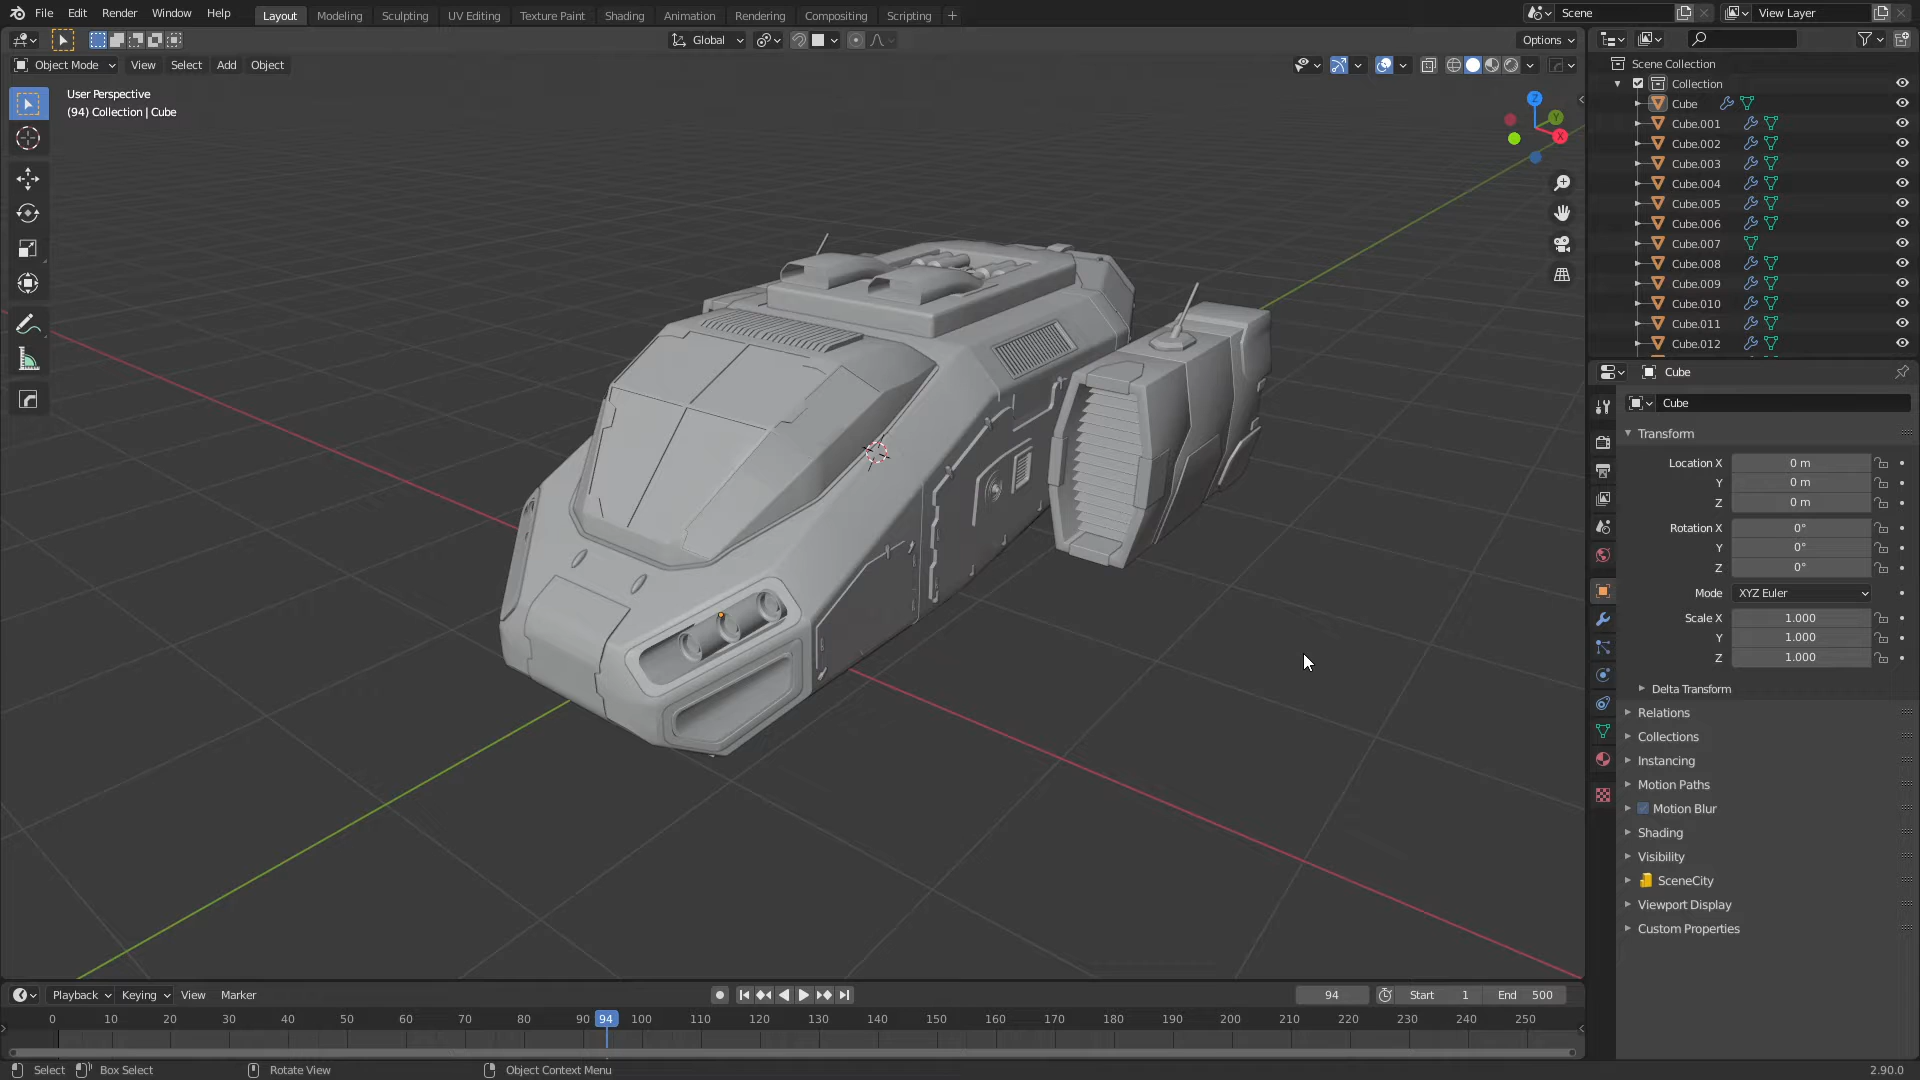 File Edit Render Window Help Layout Modeling Sculpting UV Editing Texture Paint Shading Animation Rendering Compositing Scripting + Scene View Layer
Global Options
Object Mode View Select Add Object
User Perspective
(94) Collection | Cube
Z
Y
X
Scene Collection
Collection
Cube
Cube.001
Cube.002
Cube.003
Cube.004
Cube.005
Cube.006
Cube.007
Cube.008
Cube.009
Cube.010
Cube.011
Cube.012
Cube
Cube
Transform
Location X 0 m
Y 0 m
Z 0 m
Rotation X 0°
Y 0°
Z 0°
Mode XYZ Euler
Scale X 1.000
Y 1.000
Z 1.000
Delta Transform
Relations
Collections
Instancing
Motion Paths
Motion Blur
Shading
Visibility
SceneCity
Viewport Display
Custom Properties
Playback Keying View Marker 94 Start 1 End 500
0 10 20 30 40 50 60 70 80 90 94 100 110 120 130 140 150 160 170 180 190 200 210 220 230 240 250
Select Box Select Rotate View Object Context Menu 2.90.0